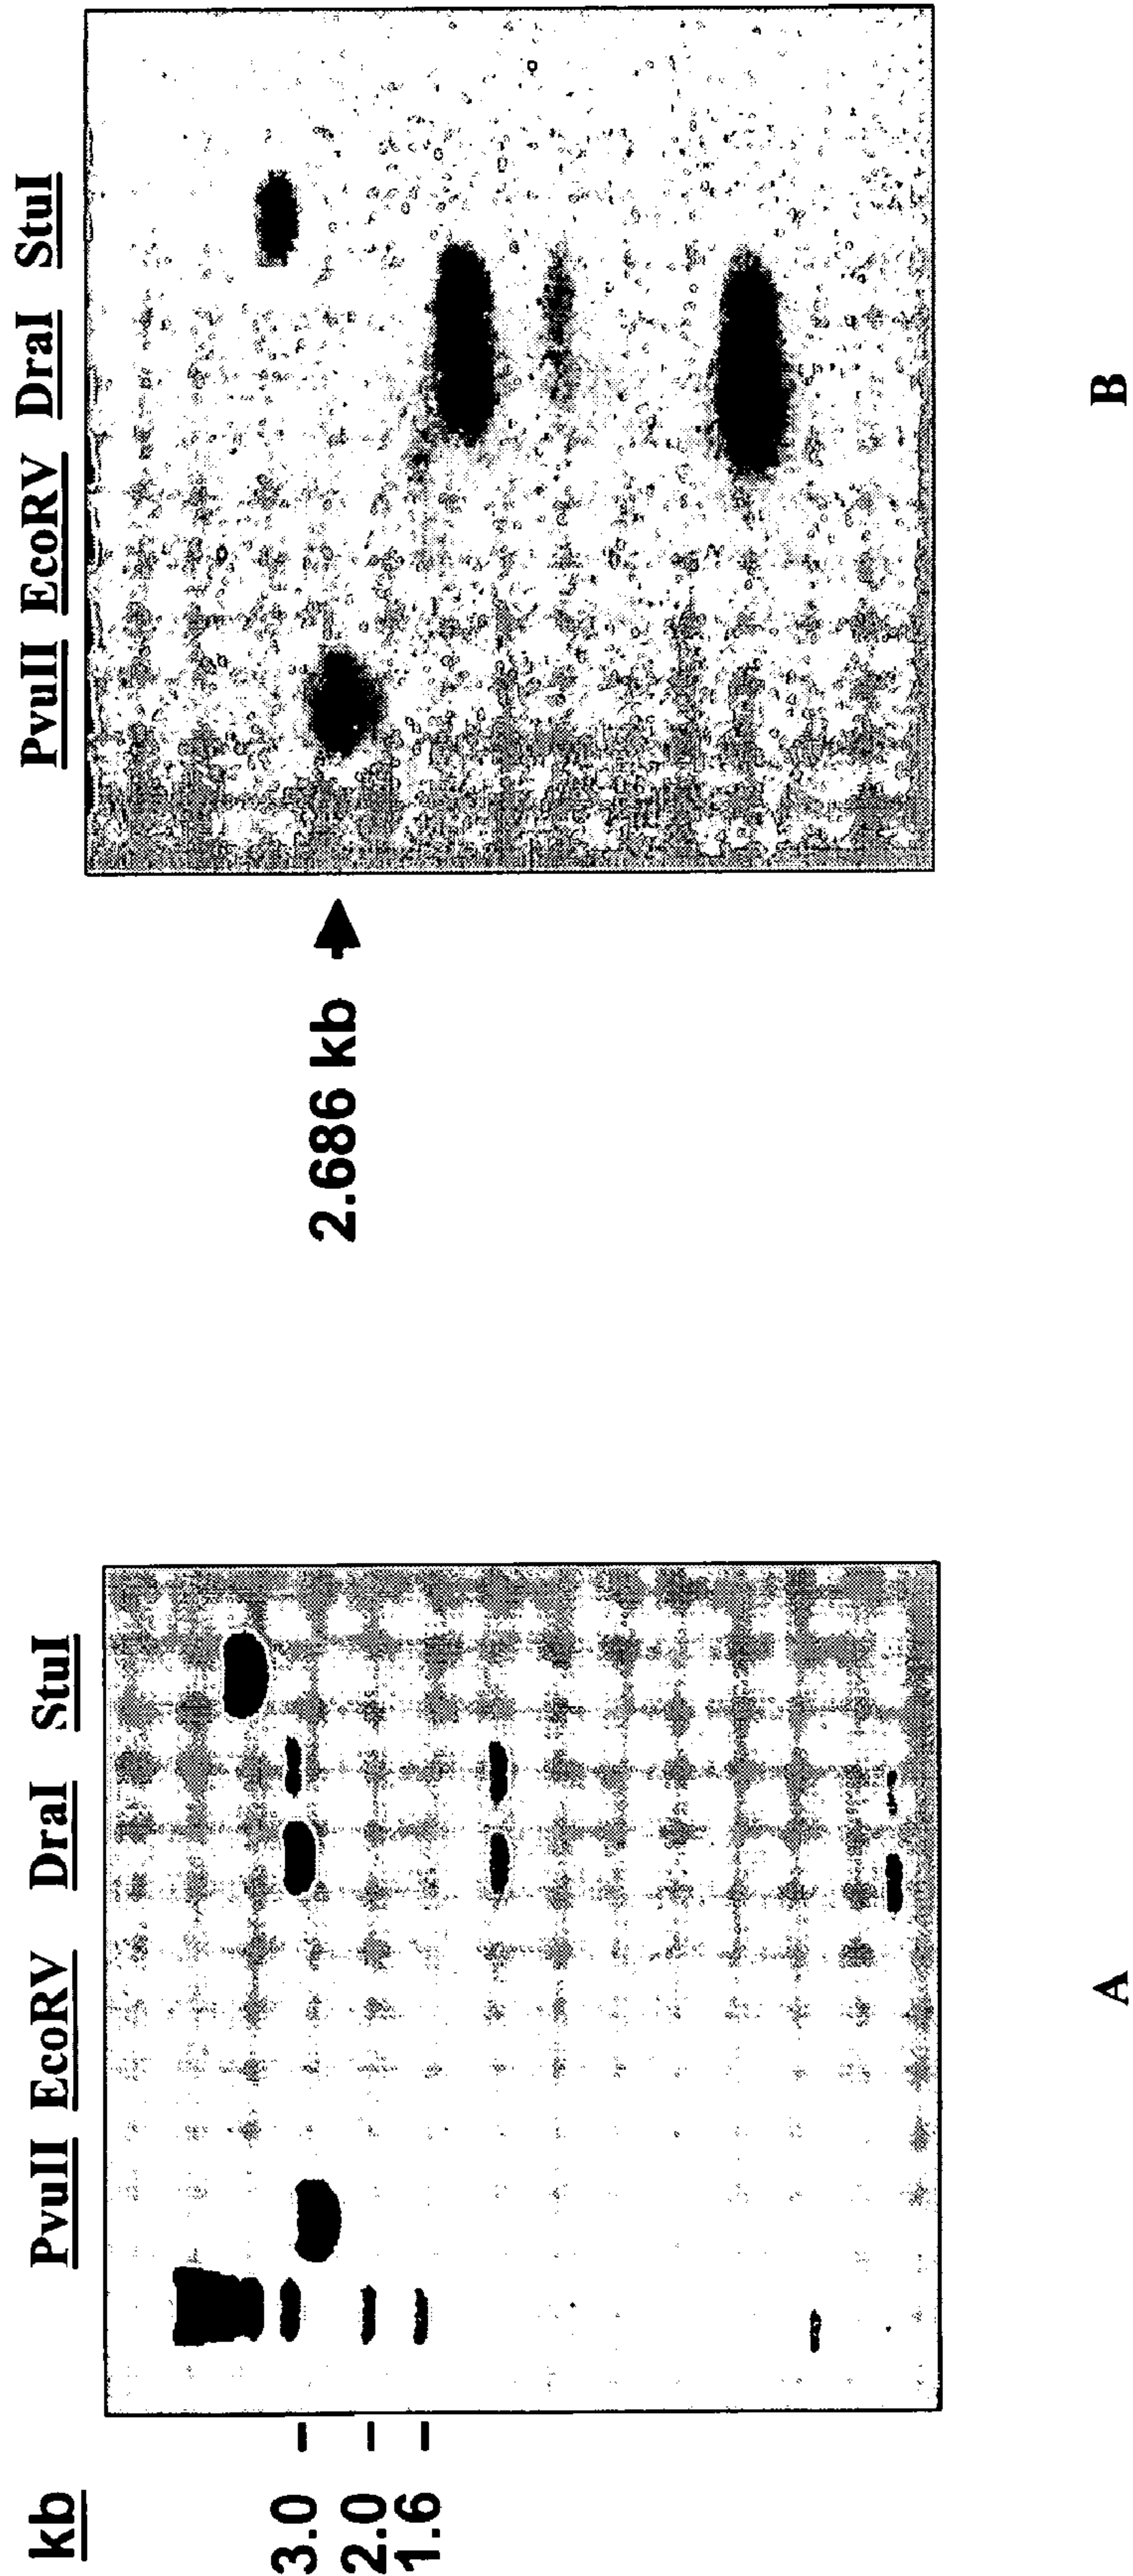 kb
PvuII EcoRV DraI StuI
3.0
2.0
1.6
A
PvuII EcoRV DraI StuI
2.686 kb
B